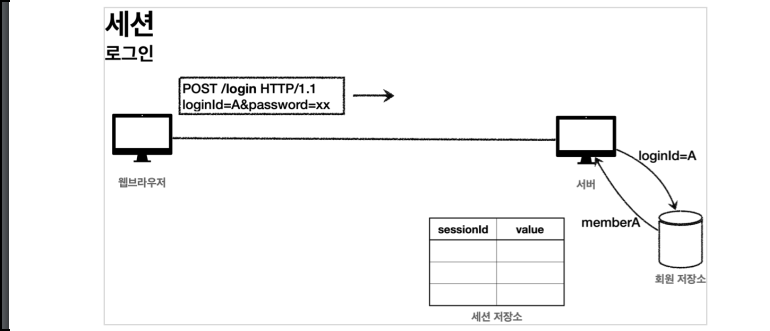 세션
로그인
POST /login HTTP/1.1
loginId=A&password=xx
웹브라우저
서버
loginId=A
memberA
회원 저장소
sessionId value
세션 저장소